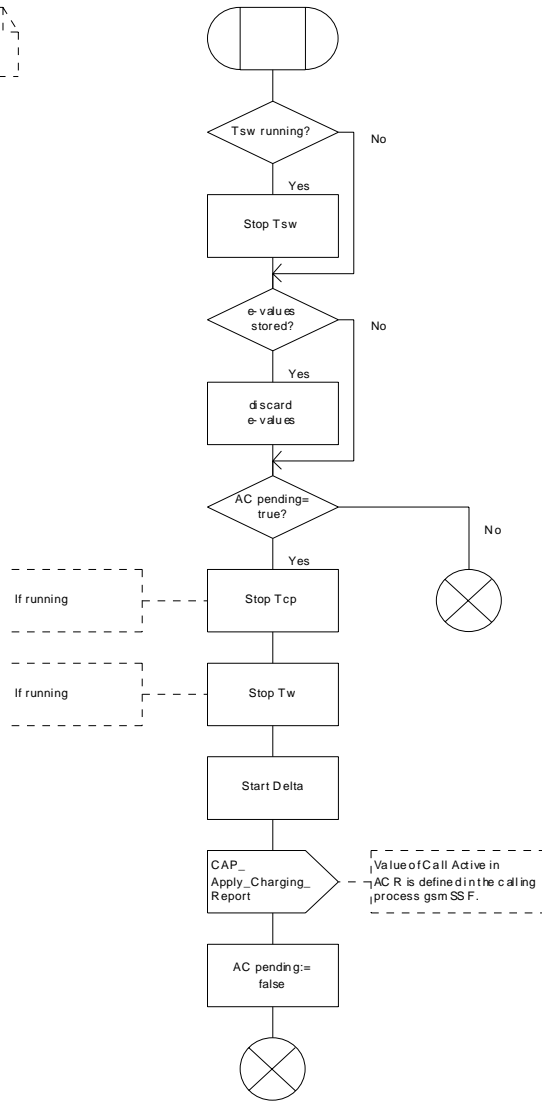 Tsw running?
No
Yes
Stop Tsw
e-values
stored?
No
Yes
discard
e-values
AC pending=
true?
No
Yes
If running
Stop Tcp
If running
Stop Tw
Start Delta
CAP_
Apply_Charging_
Report
Value of Call Active in
ACR is defined in the calling
process gsmSSF.
AC pending:=
false